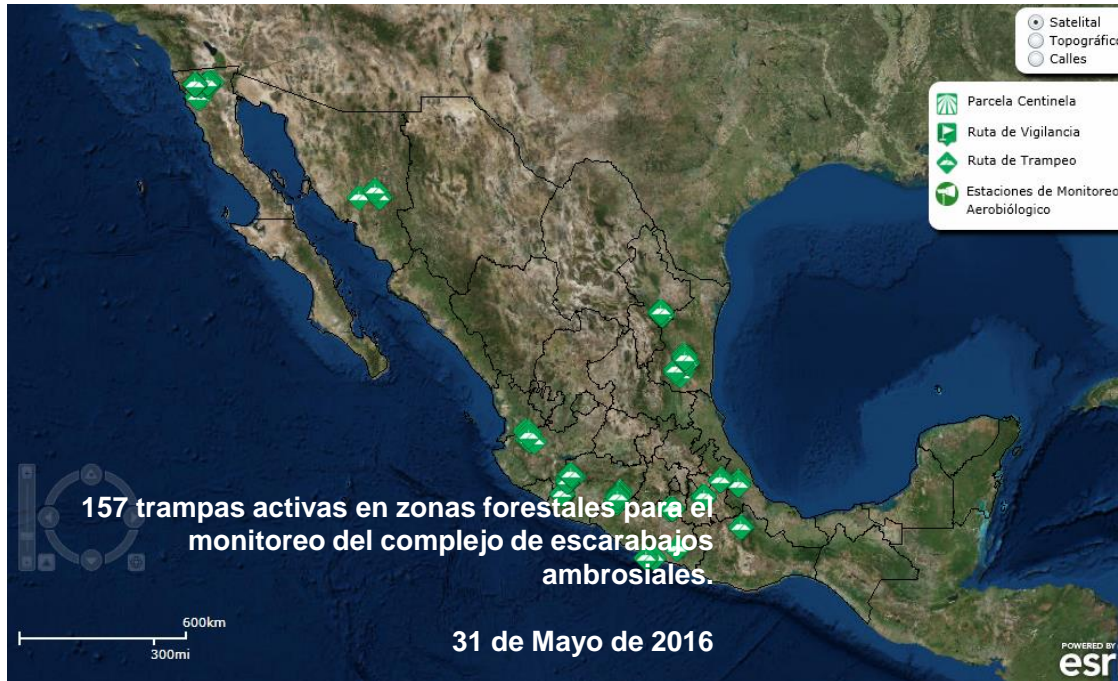 Satelital
Topográfico
Calles
Parcela Centinela
Ruta de Vigilancia
Ruta de Trampeo
Estaciones de Monitoreo
Aerobiológico
157 trampas activas en zonas forestales para el
monitoreo del complejo de escarabajos
ambrosiales.
31 de Mayo de 2016
600km
300mi
POWERED BY
esri